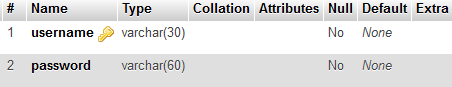 # Name Type Collation Attributes Null Default Extra
1 username varchar(30) No None
2 password varchar(60) No None